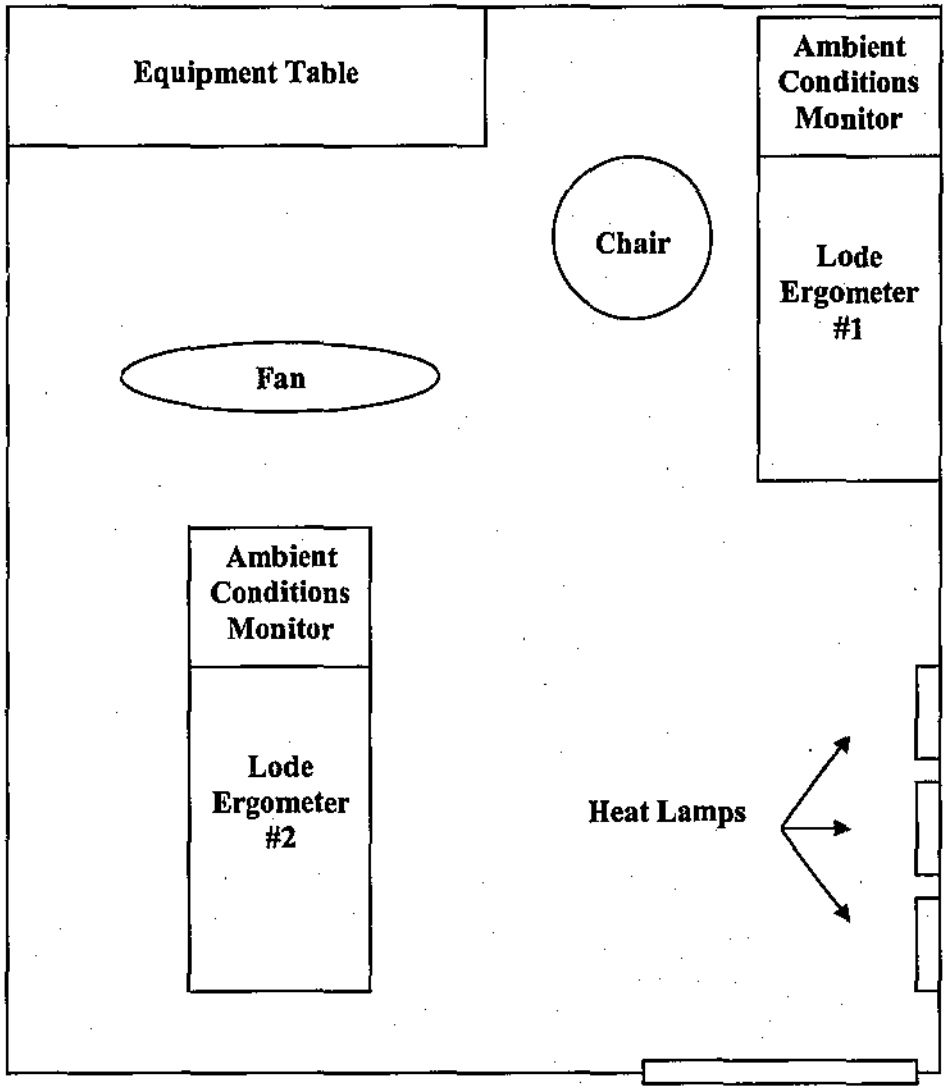 Equipment Table
Ambient
Conditions
Monitor
Chair
Lode
Ergometer
#1
Fan
Ambient
Conditions
Monitor
Lode
Ergometer
#2
Heat Lamps